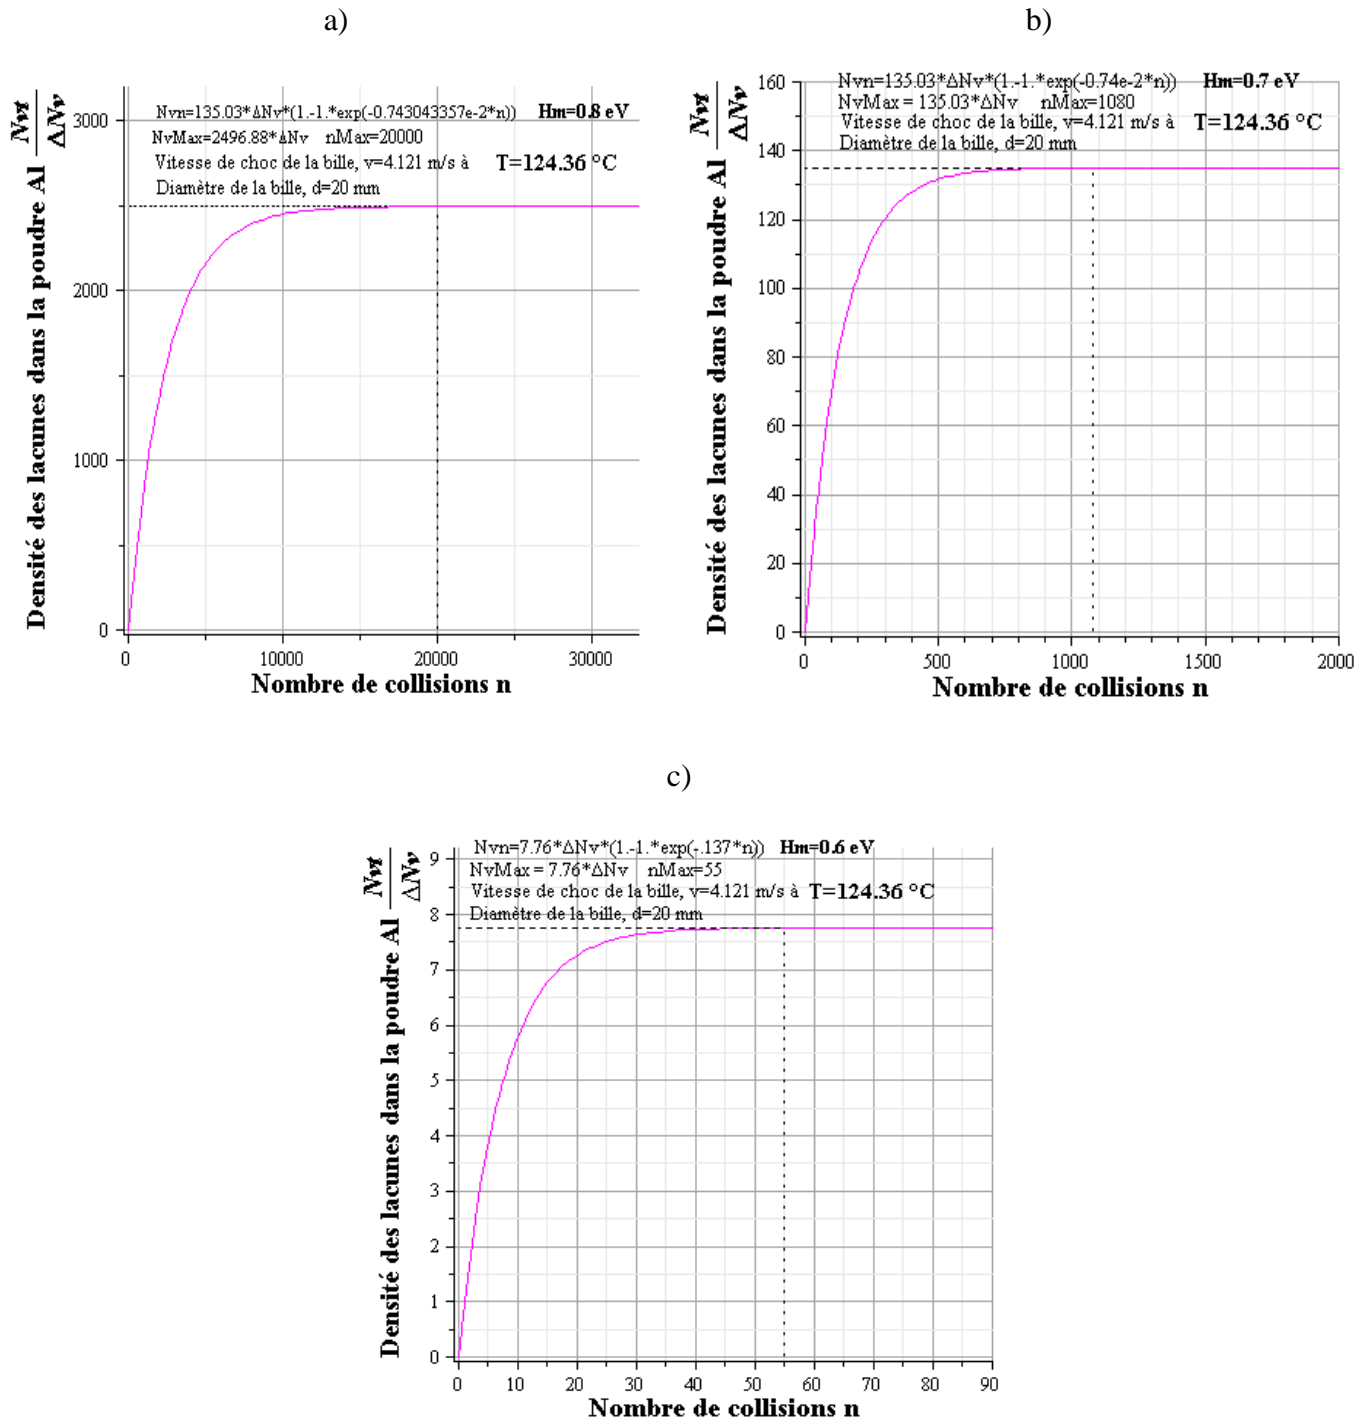 a)
Nvn=135.03*ΔNv*(1.-1.*exp(-0.743043357e-2*n)) Hm=0.8 eV
NvMax=2496.88*ΔNv nMax=20000
Vitesse de choc de la bille, v=4.121 m/s à T=124.36 °C
Diamètre de la bille, d=20 mm
Densité des lacunes dans la poudre Al Nvt/ΔNv
3000
2000
1000
0
0 10000 20000 30000
Nombre de collisions n
b)
Nvn=135.03*ΔNv*(1.-1.*exp(-0.74e-2*n)) Hm=0.7 eV
NvMax = 135.03*ΔNv nMax=1080
Vitesse de choc de la bille, v=4.121 m/s à T=124.36 °C
Diamètre de la bille, d=20 mm
Densité des lacunes dans la poudre Al Nvt/ΔNv
160
140
120
100
80
60
40
20
0
0 500 1000 1500 2000
Nombre de collisions n
c)
Nvn=7.76*ΔNv*(1.-1.*exp(-.137*n)) Hm=0.6 eV
NvMax = 7.76*ΔNv nMax=55
Vitesse de choc de la bille, v=4.121 m/s à T=124.36 °C
Diamètre de la bille, d=20 mm
Densité des lacunes dans la poudre Al Nvt/ΔNv
9
8
7
6
5
4
3
2
1
0
0 10 20 30 40 50 60 70 80 90
Nombre de collisions n